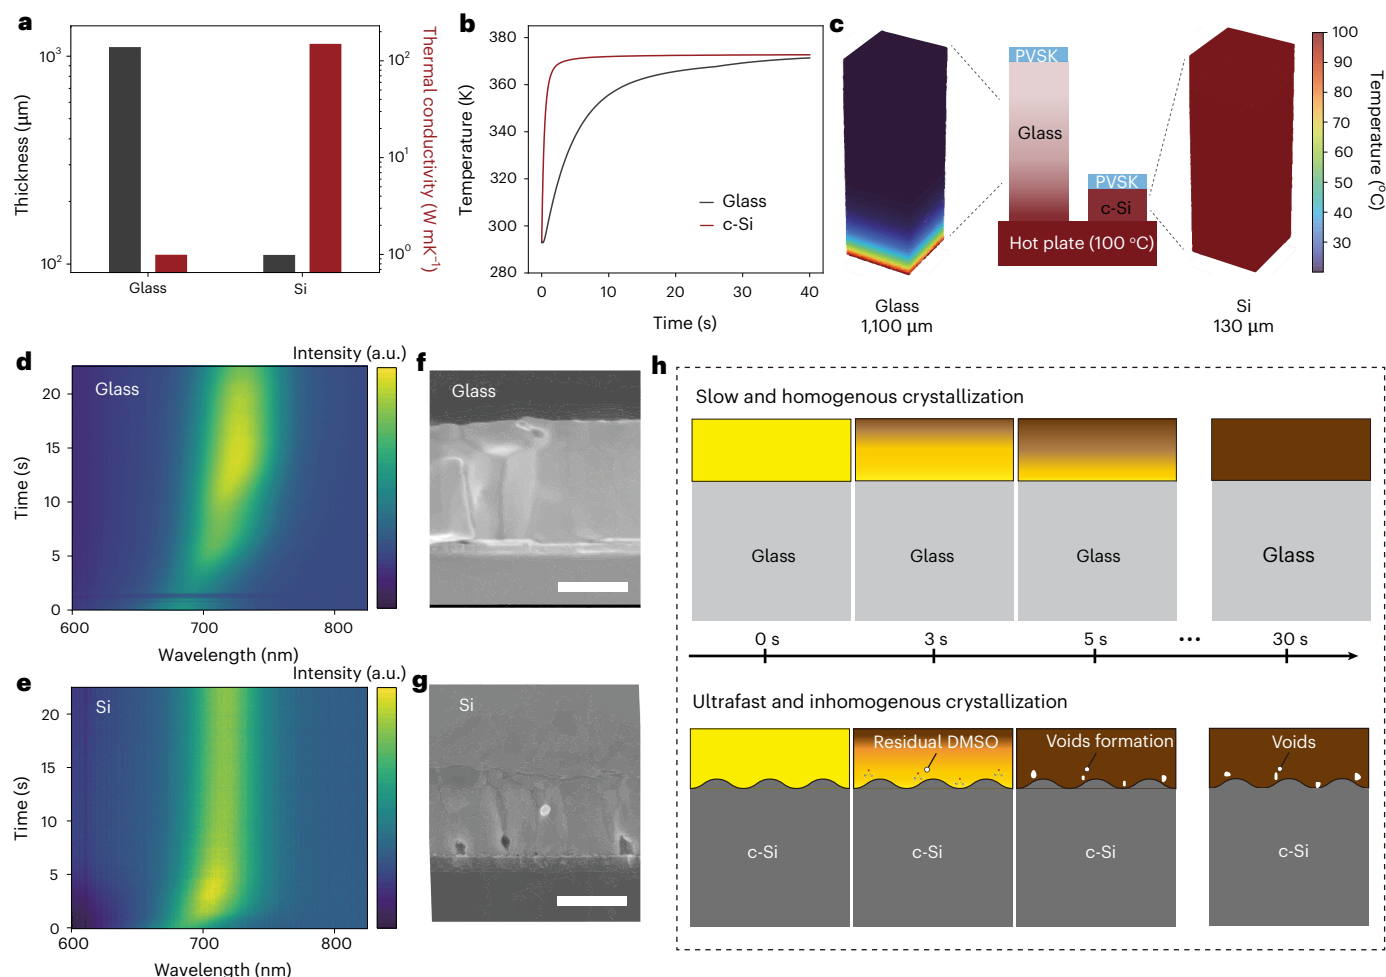 a
Thickness (µm)
10³
10²
Glass
Si
10²
10¹
10⁰
Thermal conductivity (W mK⁻¹)
b
Temperature (K)
380
360
340
320
300
280
Glass
c-Si
0
10
20
30
40
Time (s)
c
PVSK
Glass
PVSK
c-Si
Hot plate (100 °C)
Glass
1,100 µm
Si
130 µm
100
90
80
70
60
50
40
30
Temperature (°C)
d
Intensity (a.u.)
Glass
Time (s)
20
15
10
5
0
600
700
800
Wavelength (nm)
e
Intensity (a.u.)
Si
Time (s)
20
15
10
5
0
600
700
800
Wavelength (nm)
f
Glass
g
Si
h
Slow and homogenous crystallization
Glass
Glass
Glass
Glass
0 s
3 s
5 s
•••
30 s
Ultrafast and inhomogenous crystallization
Residual DMSO
Voids formation
Voids
c-Si
c-Si
c-Si
c-Si